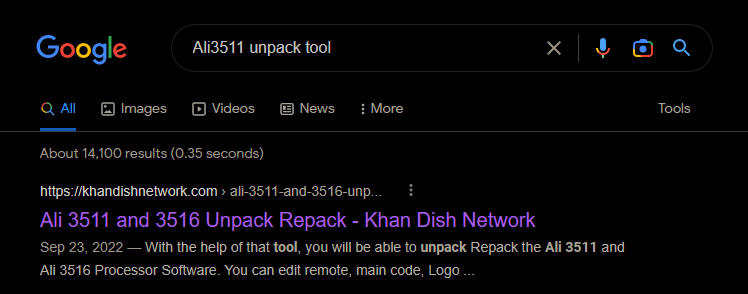 Google
Ali3511 unpack tool
All Images Videos News More Tools
About 14,100 results (0.35 seconds)
https://khandishnetwork.com › ali-3511-and-3516-unp...
Ali 3511 and 3516 Unpack Repack - Khan Dish Network
Sep 23, 2022 — With the help of that tool, you will be able to unpack Repack the Ali 3511 and
Ali 3516 Processor Software. You can edit remote, main code, Logo ...